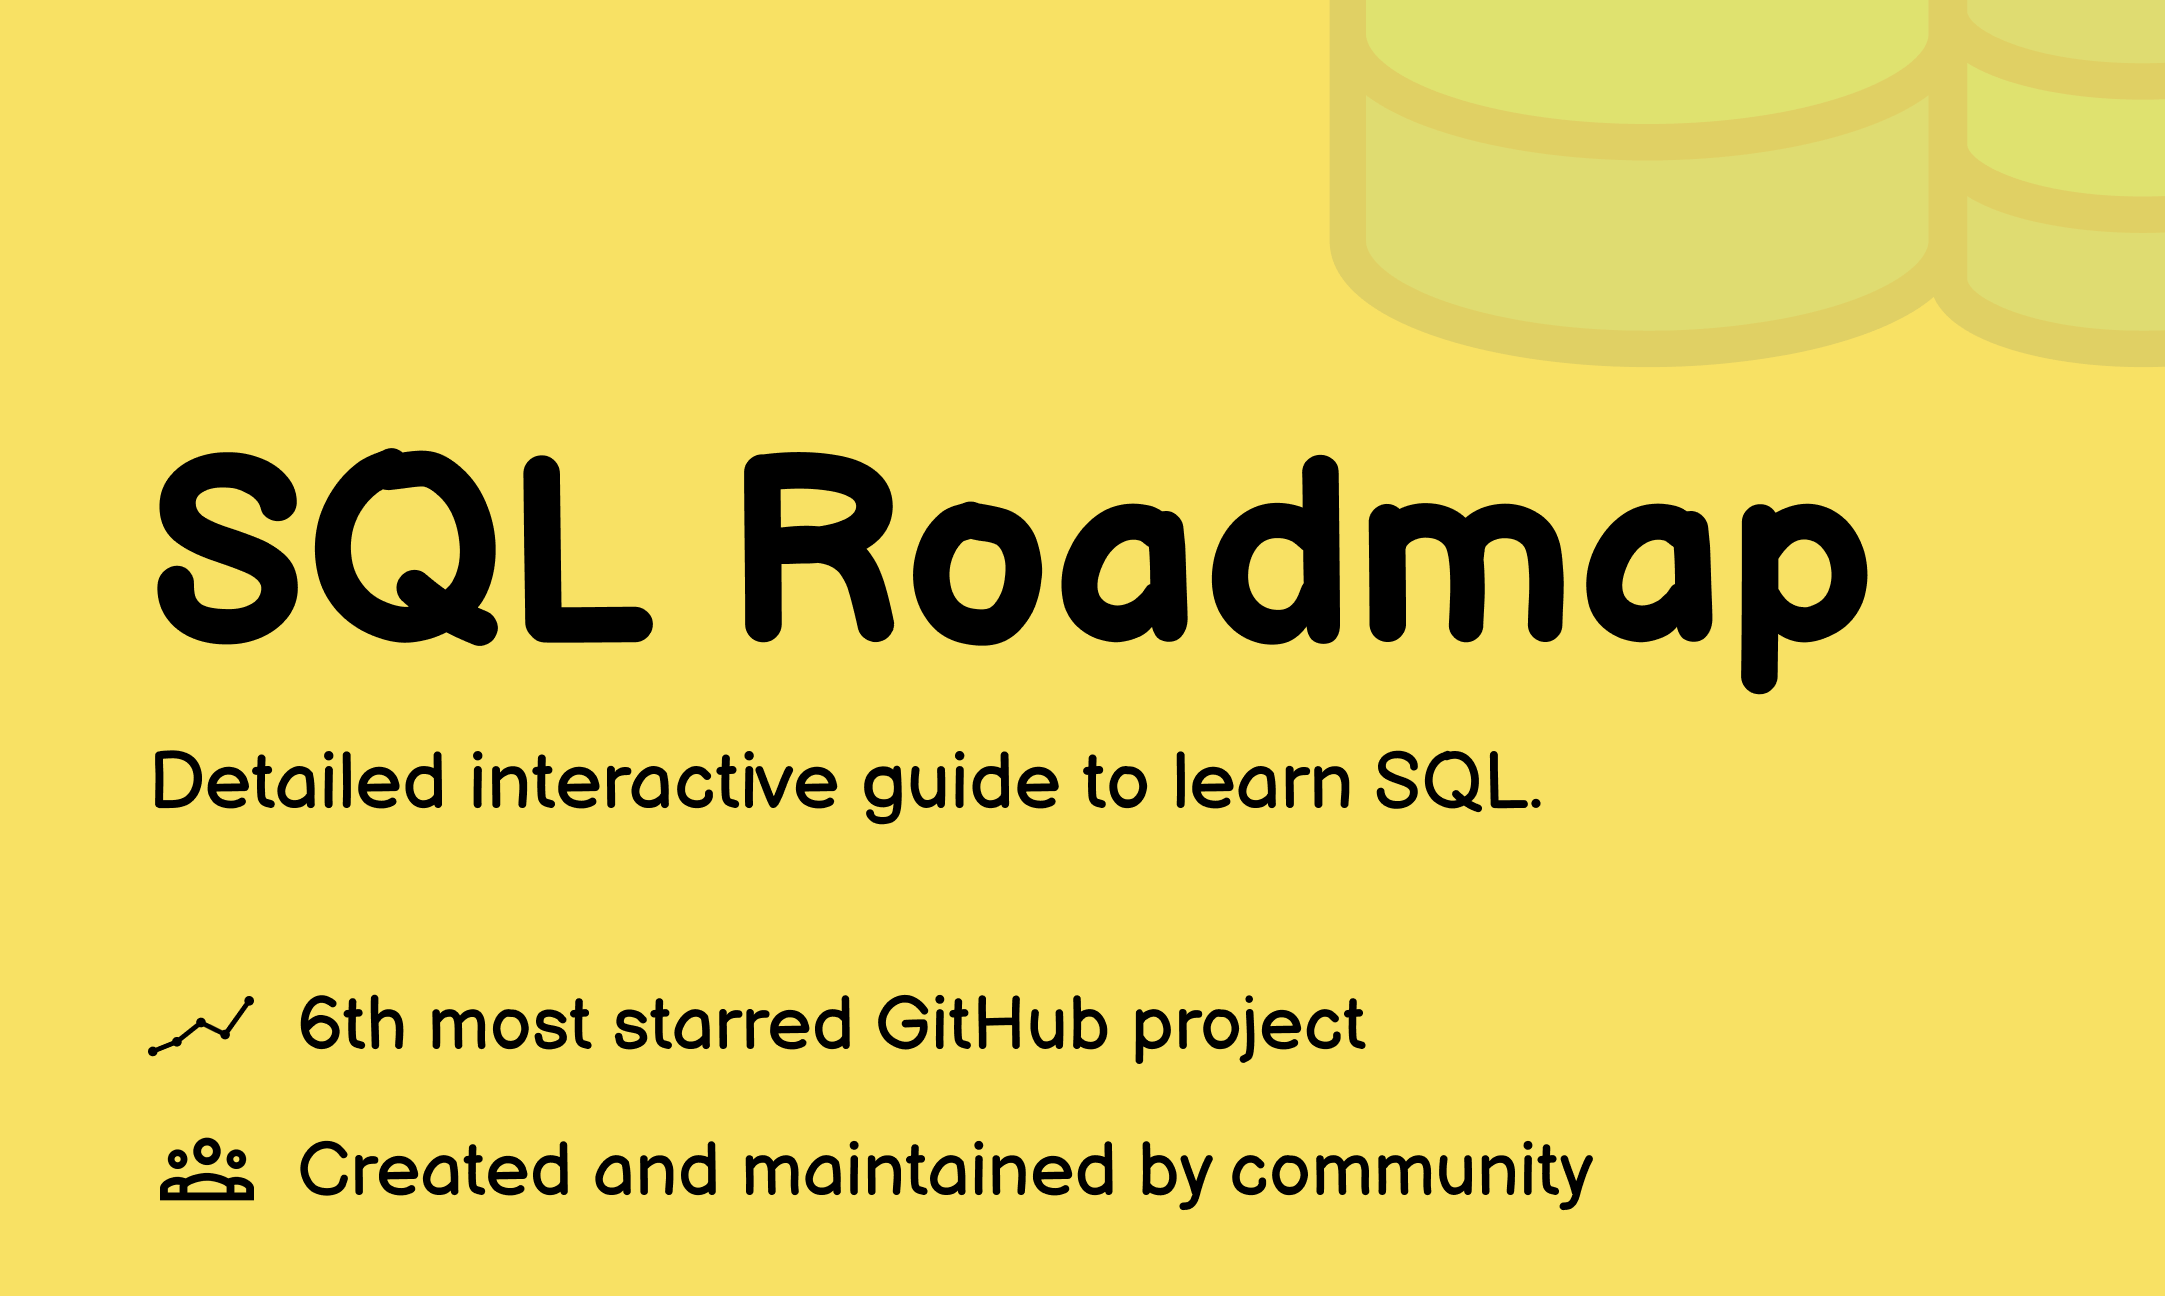 SQL Roadmap
Detailed interactive guide to learn SQL.
6th most starred GitHub project
Created and maintained by community